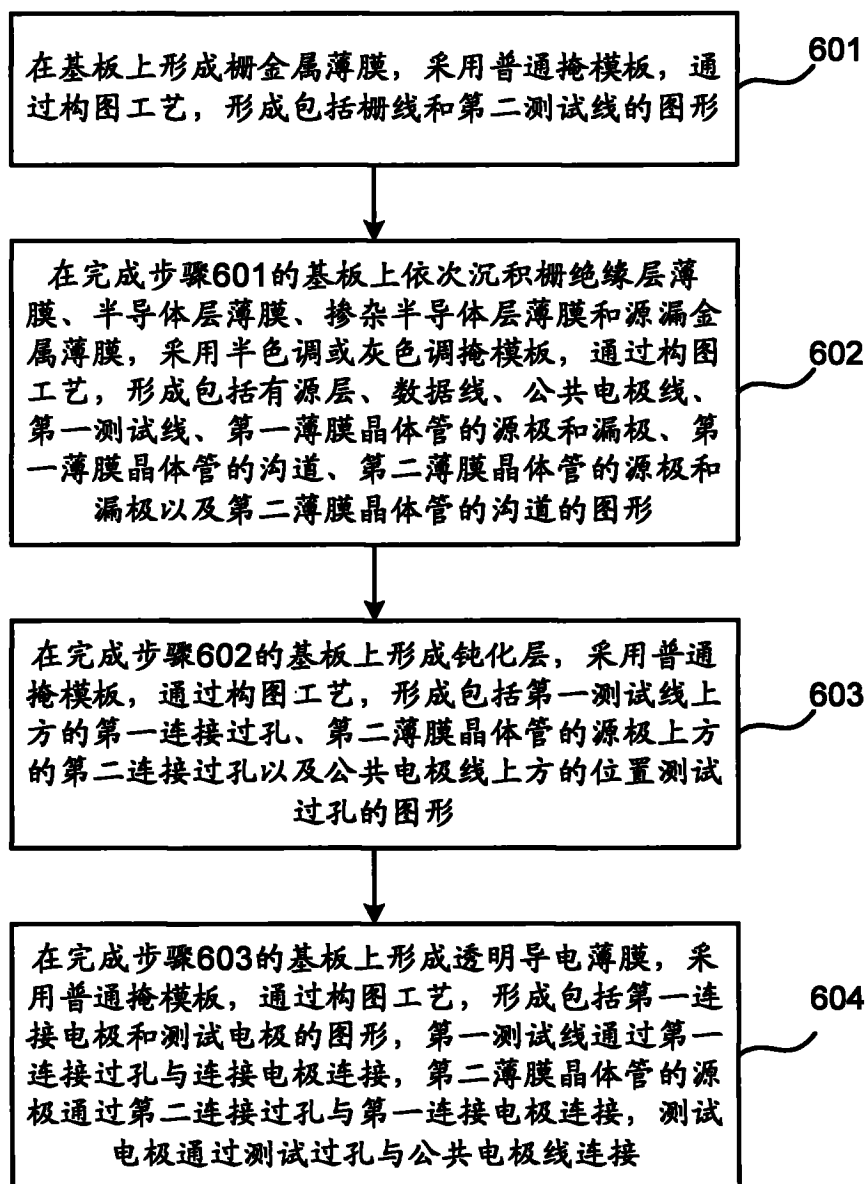 在基板上形成栅金属薄膜，采用普通掩模板，通
过构图工艺，形成包括栅线和第二测试线的图形
601
在完成步骤601的基板上依次沉积栅绝缘层薄
膜、半导体层薄膜、掺杂半导体层薄膜和源漏金
属薄膜，采用半色调或灰色调掩模板，通过构图
工艺，形成包括有源层、数据线、公共电极线、
第一测试线、第一薄膜晶体管的源极和漏极、第
一薄膜晶体管的沟道、第二薄膜晶体管的源极和
漏极以及第二薄膜晶体管的沟道的图形
602
在完成步骤602的基板上形成钝化层，采用普通
掩模板，通过构图工艺，形成包括第一测试线上
方的第一连接过孔、第二薄膜晶体管的源极上方
的第二连接过孔以及公共电极线上方的位置测试
过孔的图形
603
在完成步骤603的基板上形成透明导电薄膜，采
用普通掩模板，通过构图工艺，形成包括第一连
接电极和测试电极的图形，第一测试线通过第一
连接过孔与连接电极连接，第二薄膜晶体管的源
极通过第二连接过孔与第一连接电极连接，测试
电极通过测试过孔与公共电极线连接
604